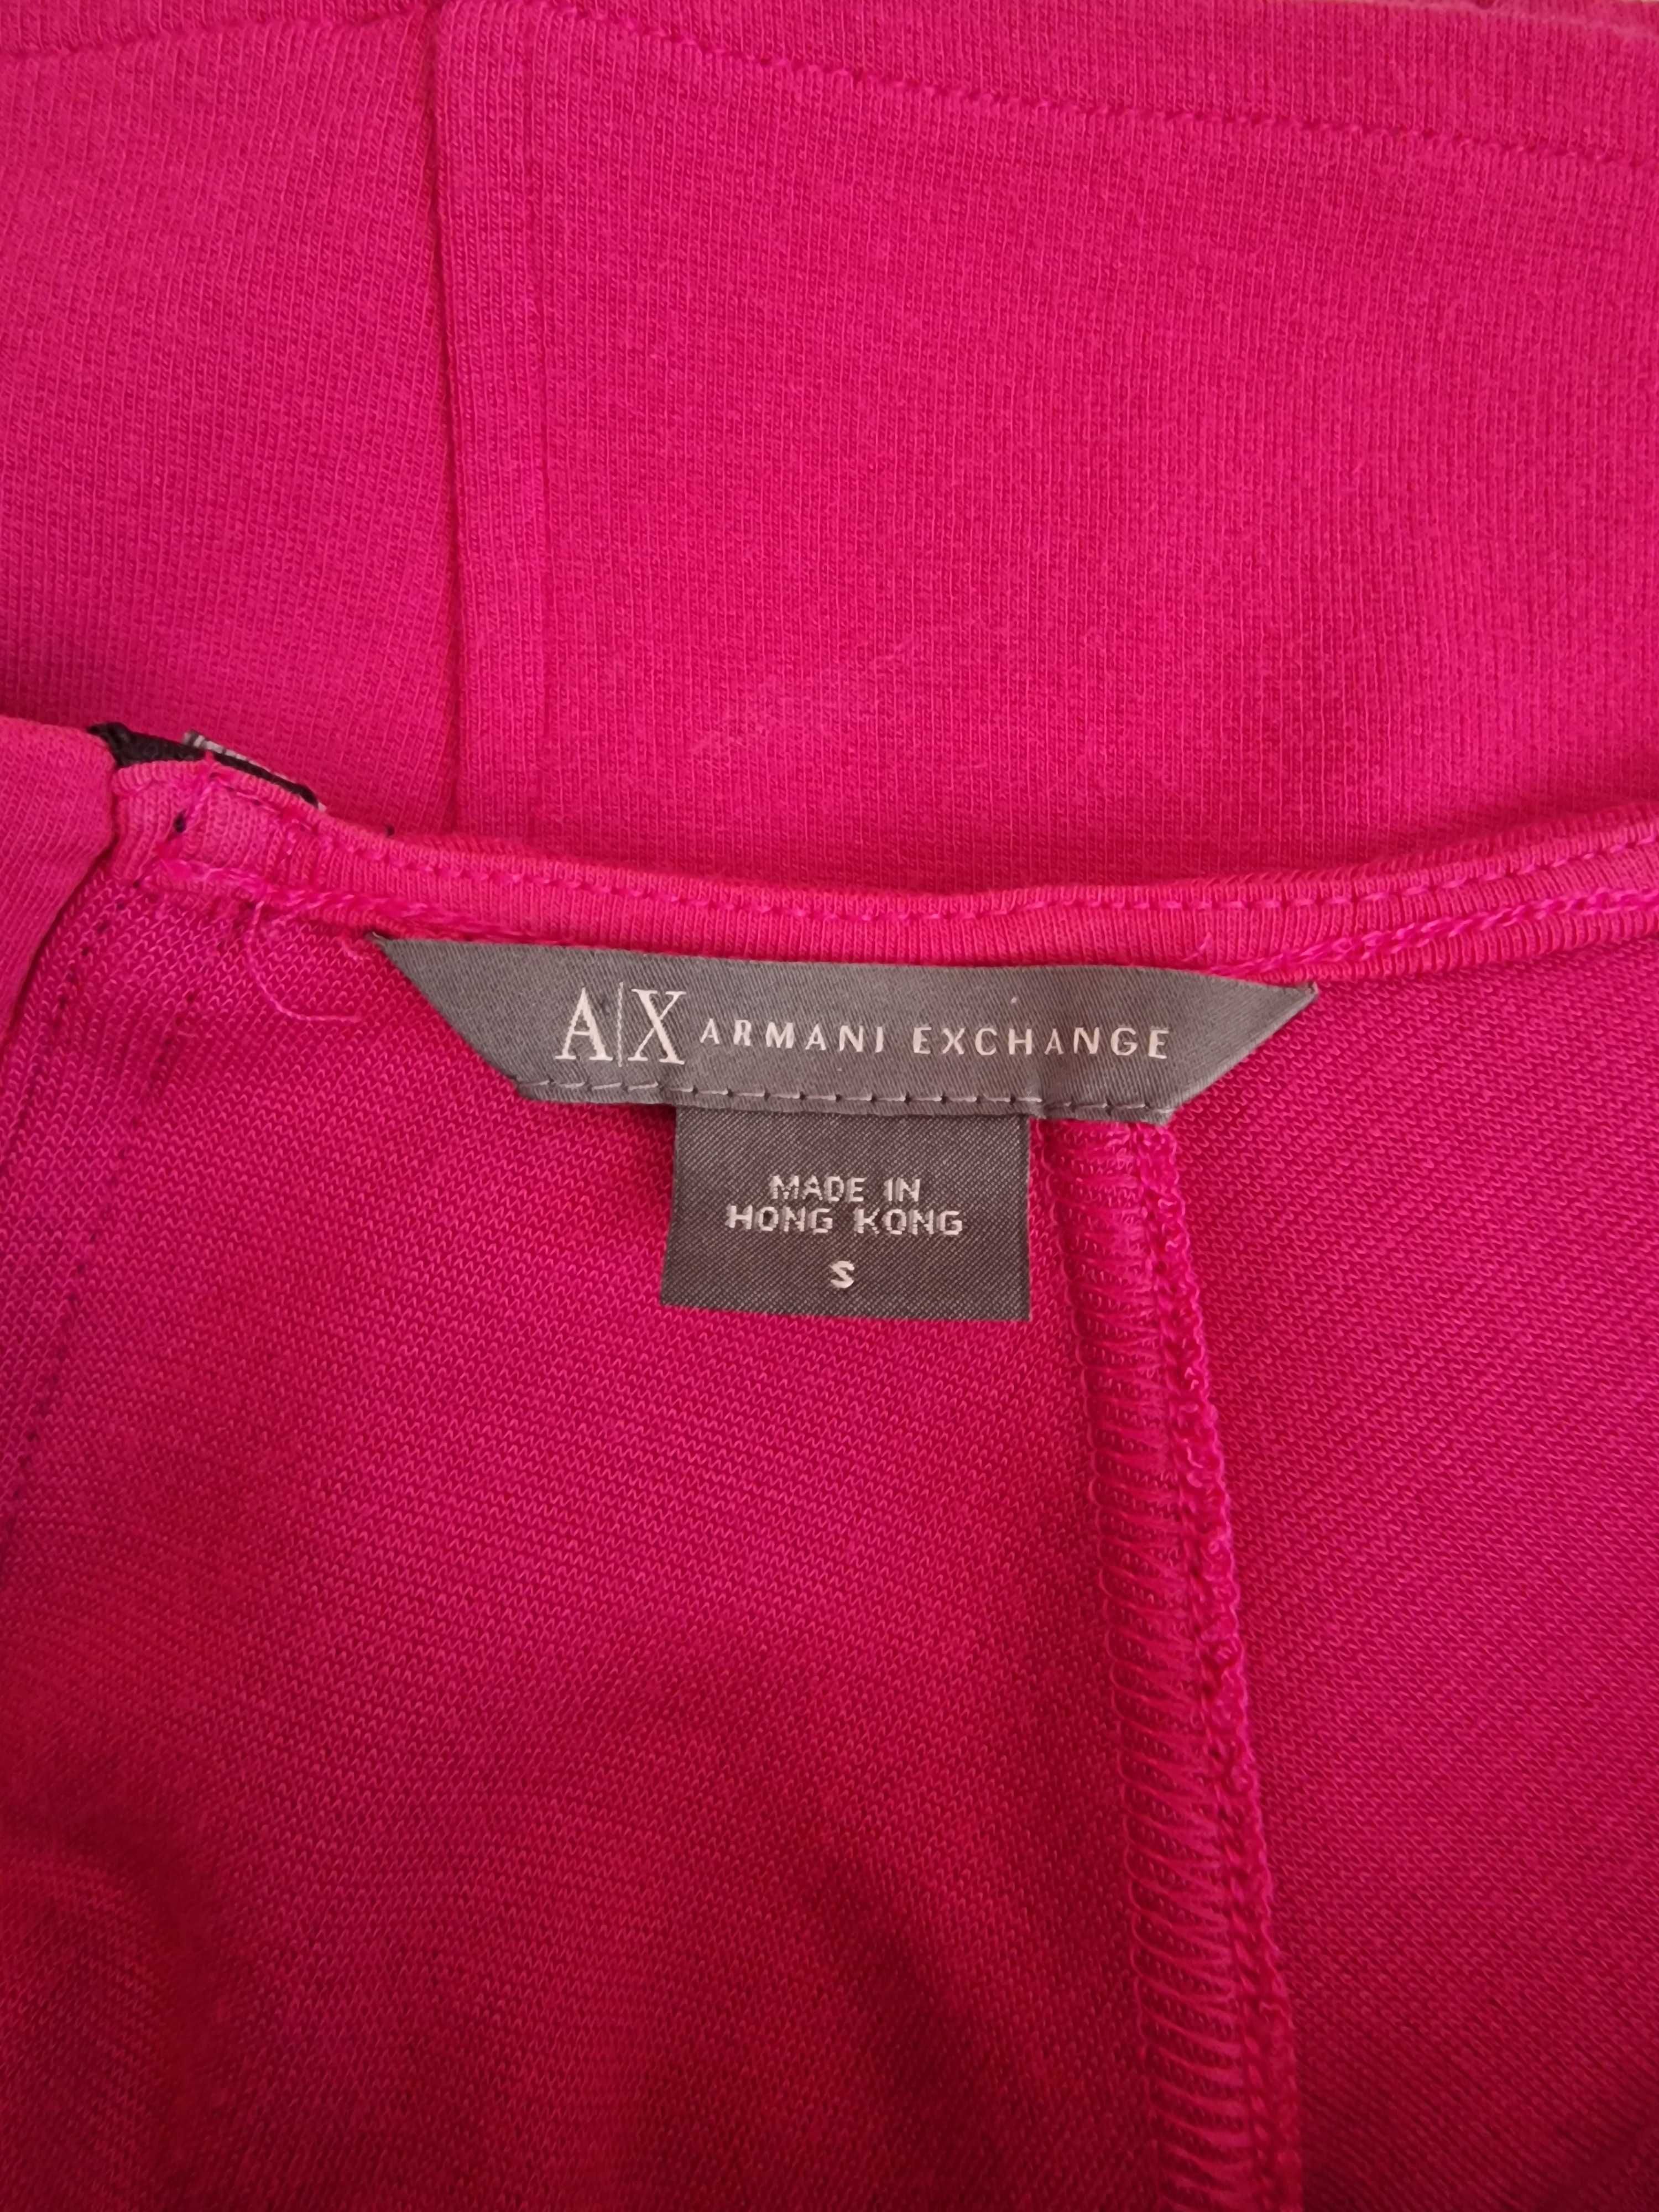 A|X ARMANI EXCHANGE
MADE IN
HONG KONG
S